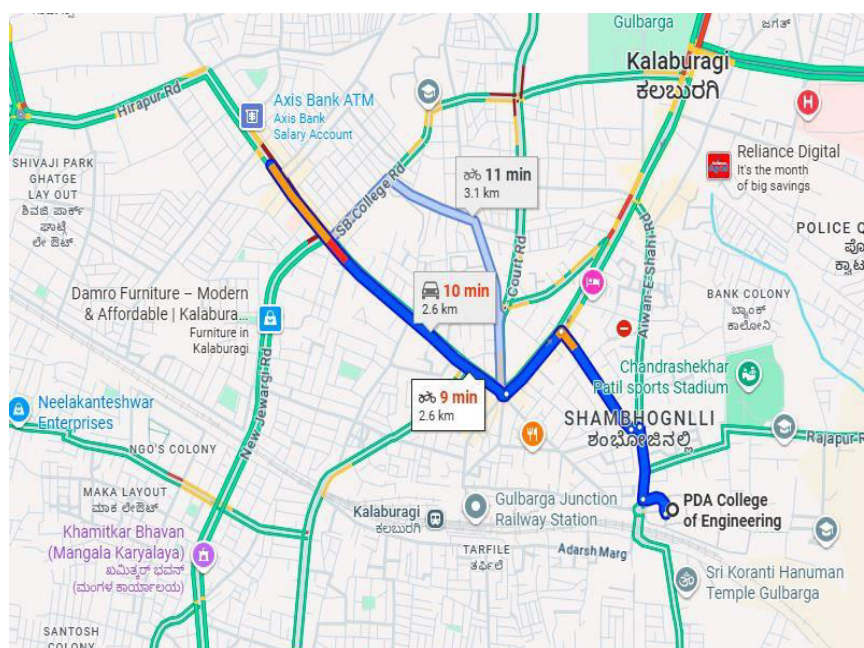 Gulbarga
ಜಗತ್
Kalaburagi
ಕಲಬುರಗಿ
Hirapur Rd
Axis Bank ATM
Axis Bank
Salary Account
H
Reliance Digital
It's the month
of big savings
SHIVAJI PARK
GHATGE
LAY OUT
ಶಿವಜಿ ಪಾರ್ಕ್
ಘಾಟ್ಗೆ
ಲೇ ಔಟ್
11 min
3.1 km
SB College Rd
Court Rd
Aiwan-E-Shahi Rd
POLICE Q
BANK COLONY
ಬ್ಯಾಂಕ್
ಕಾಲೋನಿ
10 min
2.6 km
Damro Furniture – Modern
& Affordable | Kalabura...
Furniture in
Kalaburagi
New Jewargi Rd
Chandrashekhar
Patil sports Stadium
9 min
2.6 km
Neelakanteshwar
Enterprises
SHAMBHOGNLLI
ಶಂಭೋಜಿನಲ್ಲಿ
Rajapur R
NGO'S COLONY
MAKA LAYOUT
ಮಾಕ ಲೇಔಟ್
Kalaburagi
ಕಲಬುರಗಿ
Gulbarga Junction
Railway Station
PDA College
of Engineering
TARFILE
ತರ್ಫಿಲೆ
Adarsh Marg
Khamitkar Bhavan
(Mangala Karyalaya)
ಖಮಿತ್ಕರ್ ಭವನ್
(ಮಂಗಳ ಕಾರ್ಯಾಲಯ)
Sri Koranti Hanuman
Temple Gulbarga
SANTOSH
COLONY